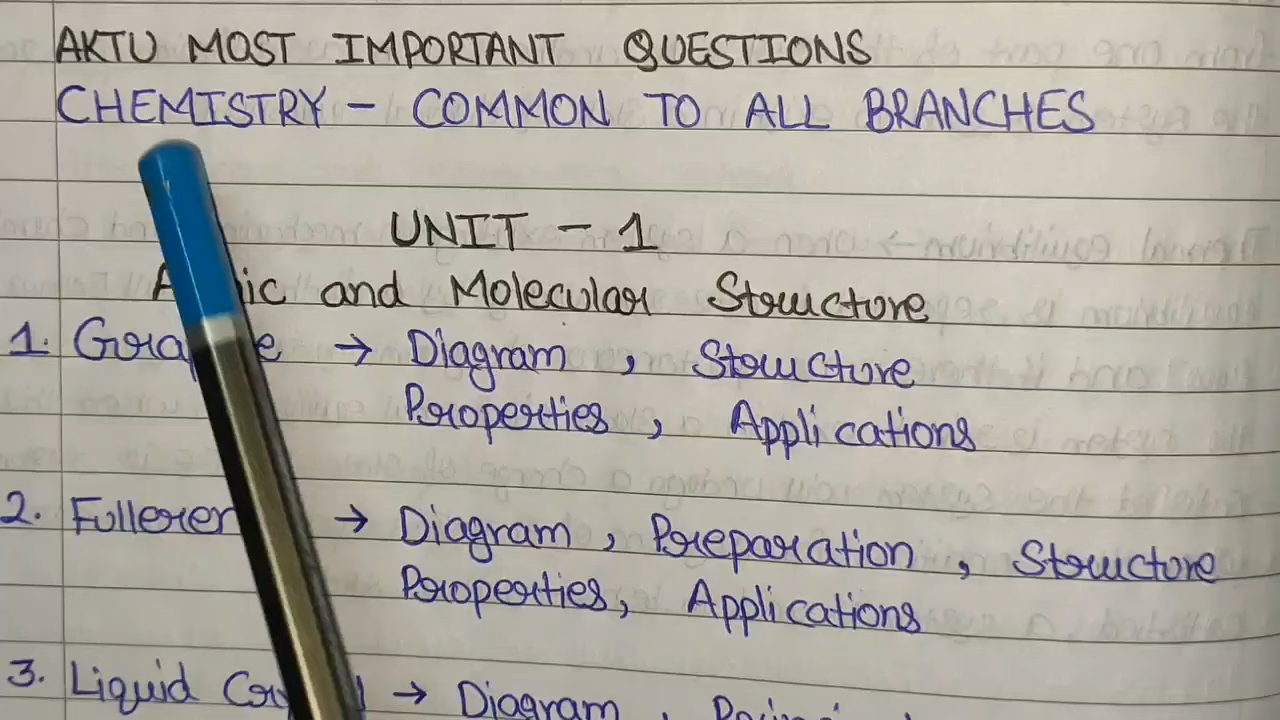 AKTU MOST IMPORTANT QUESTIONS
CHEMISTRY - COMMON TO ALL BRANCHES
UNIT - 1
and Molecular Structure
1. → Diagram, Structure
Properties, Applications
2. → Diagram, Preparation, Structure
Properties, Applications
3. Liquid → Diagram,